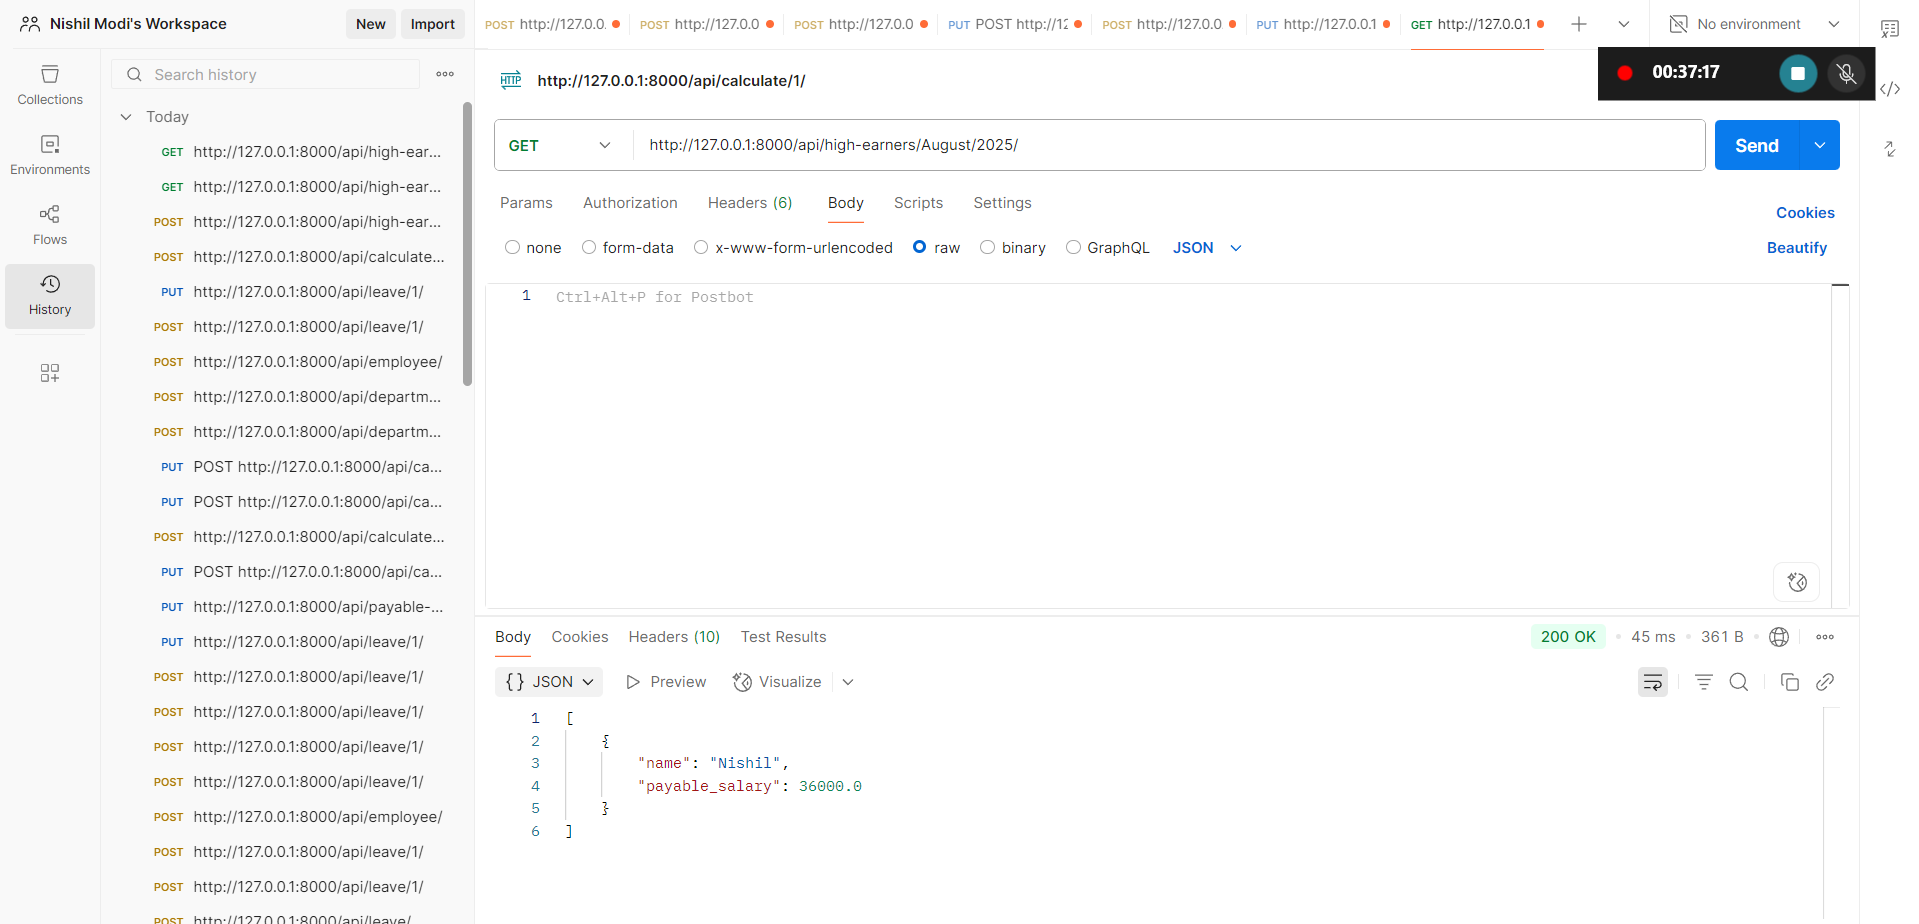 Nishil Modi's Workspace
New
Import
POST http://127.0.0.
POST http://127.0.0
POST http://127.0.0
PUT POST http://12
POST http://127.0.0
PUT http://127.0.0.1
GET http://127.0.0.1
No environment
00:37:17
Collections
Environments
Flows
History
Search history
Today
GET http://127.0.0.1:8000/api/high-ear...
GET http://127.0.0.1:8000/api/high-ear...
POST http://127.0.0.1:8000/api/high-ear...
POST http://127.0.0.1:8000/api/calculate...
PUT http://127.0.0.1:8000/api/leave/1/
POST http://127.0.0.1:8000/api/leave/1/
POST http://127.0.0.1:8000/api/employee/
POST http://127.0.0.1:8000/api/departm...
POST http://127.0.0.1:8000/api/departm...
PUT POST http://127.0.0.1:8000/api/ca...
PUT POST http://127.0.0.1:8000/api/ca...
POST http://127.0.0.1:8000/api/calculate...
PUT POST http://127.0.0.1:8000/api/ca...
PUT http://127.0.0.1:8000/api/payable-...
PUT http://127.0.0.1:8000/api/leave/1/
POST http://127.0.0.1:8000/api/leave/1/
POST http://127.0.0.1:8000/api/leave/1/
POST http://127.0.0.1:8000/api/leave/1/
POST http://127.0.0.1:8000/api/leave/1/
POST http://127.0.0.1:8000/api/employee/
POST http://127.0.0.1:8000/api/leave/1/
POST http://127.0.0.1:8000/api/leave/1/
POST http://127.0.0.1:8000/api/leave/
HTTP http://127.0.0.1:8000/api/calculate/1/
GET http://127.0.0.1:8000/api/high-earners/August/2025/
Send
Params Authorization Headers (6) Body Scripts Settings
Cookies
none form-data x-www-form-urlencoded raw binary GraphQL JSON
Beautify
1 Ctrl+Alt+P for Postbot
Body Cookies Headers (10) Test Results
200 OK • 45 ms • 361 B •
{} JSON Preview Visualize
1 [
2 {
3 "name": "Nishil",
4 "payable_salary": 36000.0
5 }
6 ]